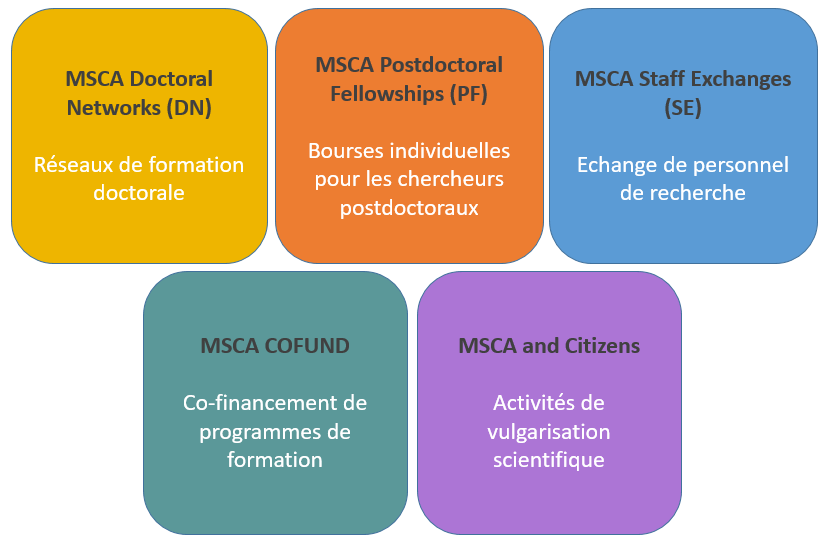 MSCA Doctoral
Networks (DN)
Réseaux de formation
doctorale
MSCA Postdoctoral
Fellowships (PF)
Bourses individuelles
pour les chercheurs
postdoctoraux
MSCA Staff Exchanges
(SE)
Echange de personnel
de recherche
MSCA COFUND
Co-financement de
programmes de
formation
MSCA and Citizens
Activités de
vulgarisation
scientifique